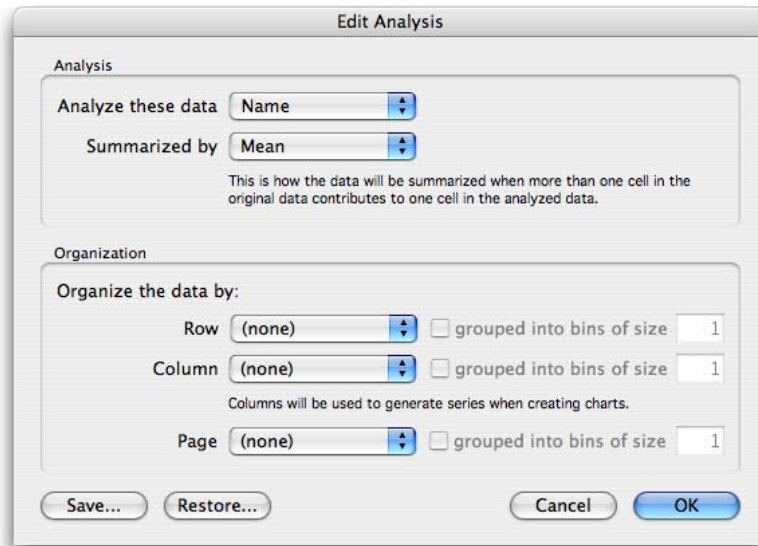 Edit Analysis
Analysis
Analyze these data Name
Summarized by Mean
This is how the data will be summarized when more than one cell in the
original data contributes to one cell in the analyzed data.
Organization
Organize the data by:
Row (none) grouped into bins of size 1
Column (none) grouped into bins of size 1
Columns will be used to generate series when creating charts.
Page (none) grouped into bins of size 1
Save... Restore... Cancel OK